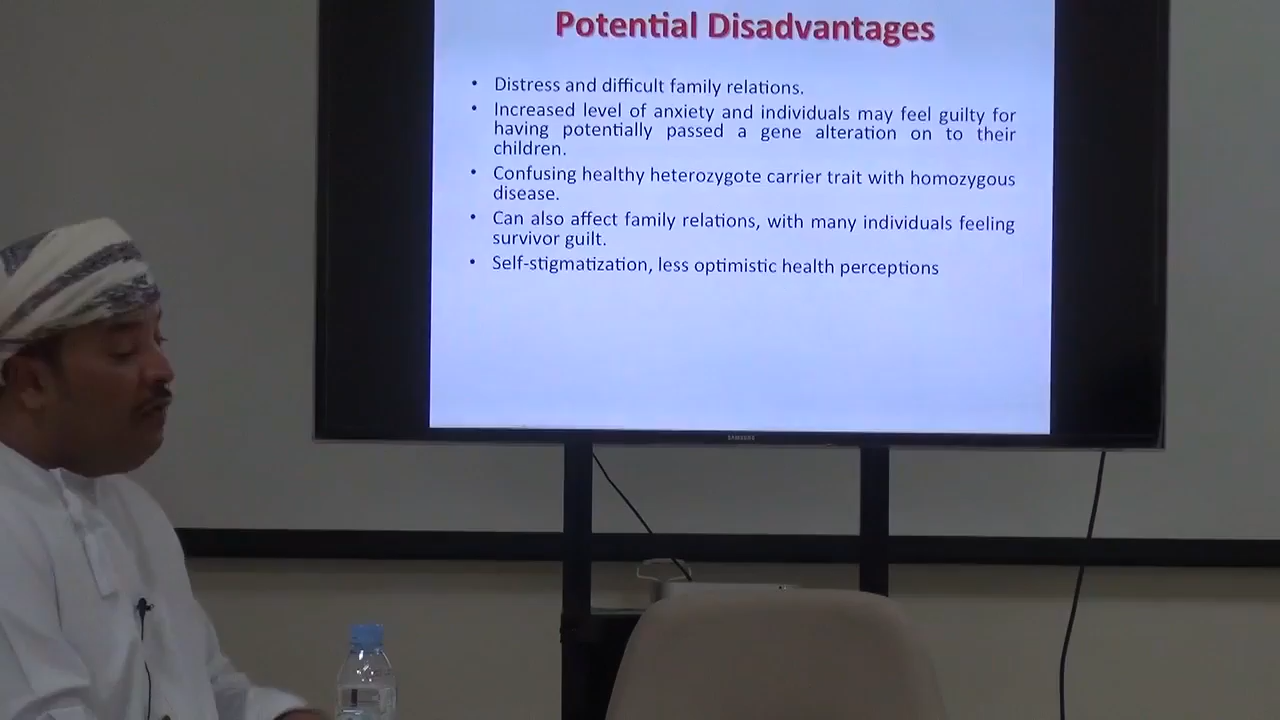 Potential Disadvantages
• Distress and difficult family relations.
• Increased level of anxiety and individuals may feel guilty for
having potentially passed a gene alteration on to their
children.
• Confusing healthy heterozygote carrier trait with homozygous
disease.
• Can also affect family relations, with many individuals feeling
survivor guilt.
• Self-stigmatization, less optimistic health perceptions
SAMSUNG